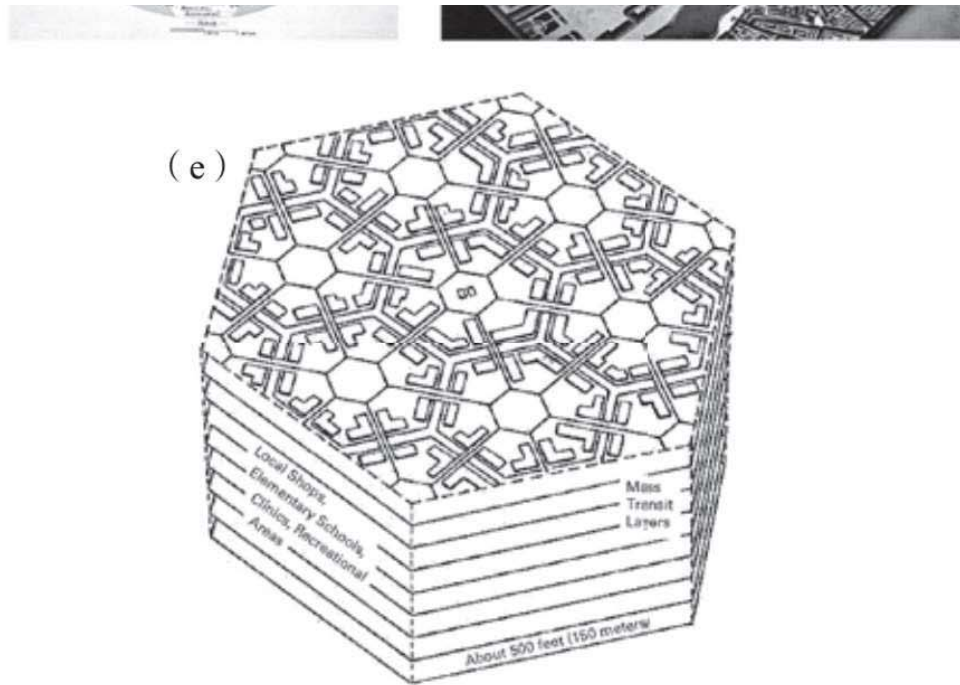 (e)
Local Shops,
Elementary Schools,
Clinics, Recreational
Areas
Mass
Transit
Layers
About 500 feet (150 meters)